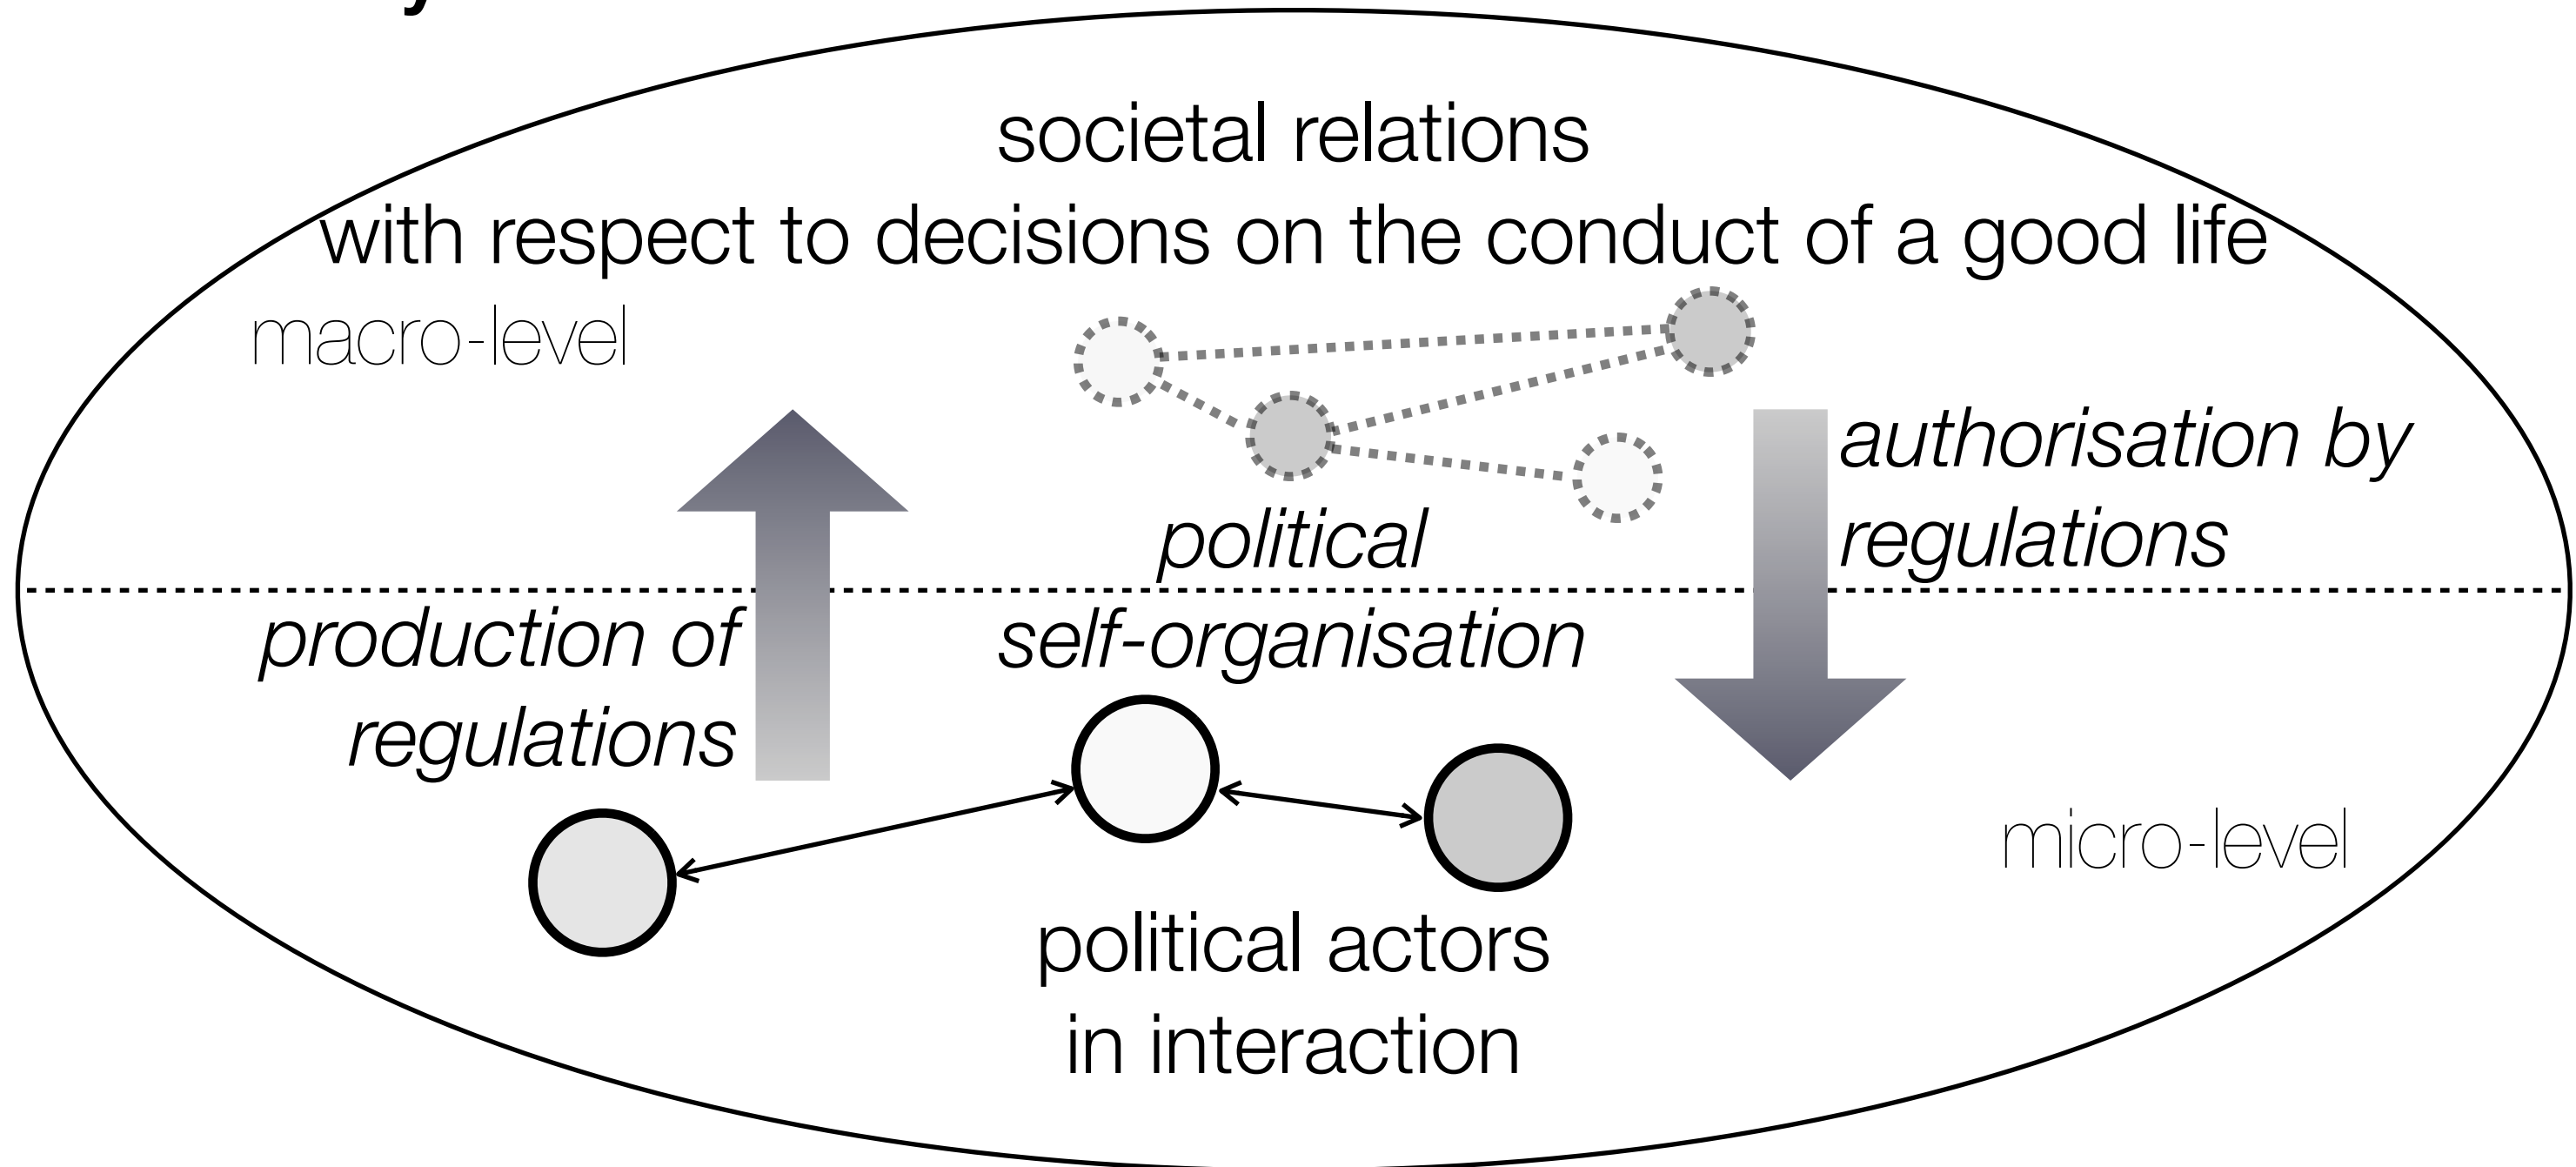 societal relations
with respect to decisions on the conduct of a good life
macro-level
authorisation by
regulations
political
self-organisation
production of
regulations
micro-level
political actors
in interaction